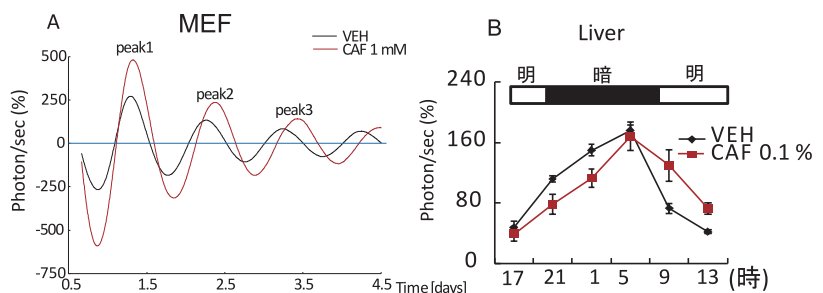 A
MEF
VEH
CAF 1 mM
peak1
peak2
peak3
Photon/sec (%)
500
250
0
-250
-500
-750
0.5
1.5
2.5
3.5
4.5
Time [days]
B
Liver
明
暗
明
VEH
CAF 0.1 %
Photon/sec (%)
240
160
80
0
17
21
1
5
9
13
(時)